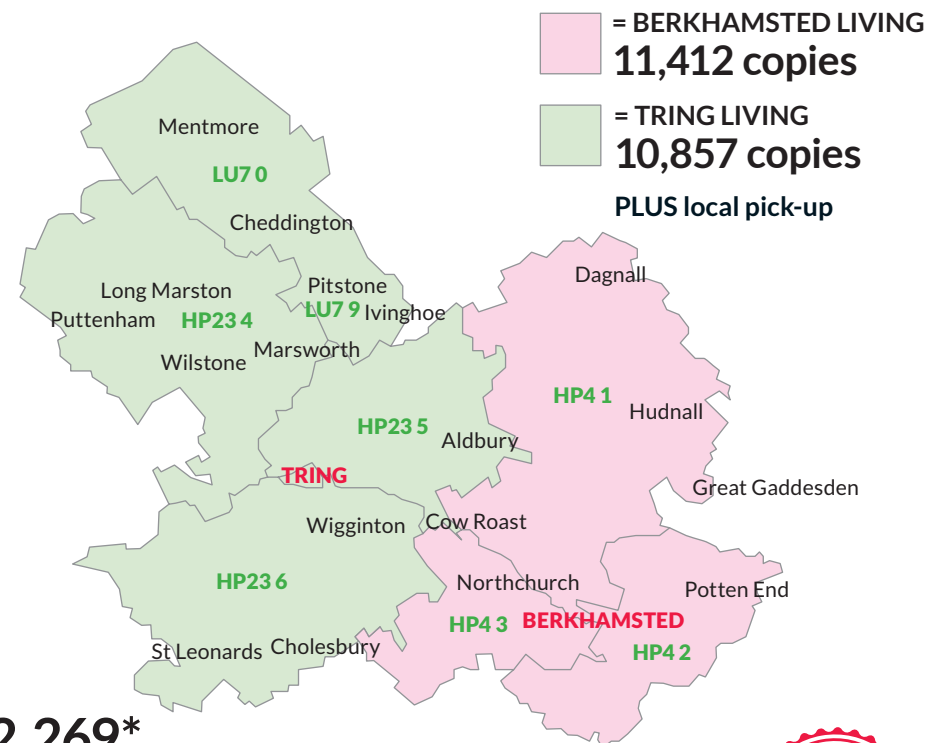 = BERKHAMSTED LIVING
11,412 copies
= TRING LIVING
10,857 copies
PLUS local pick-up
Mentmore
LU7 0
Cheddington
Dagnall
Pitstone
Long Marston
LU7 9 Ivinghoe
Puttenham HP23 4
Marsworth
Wilstone
HP4 1
Hudnall
HP23 5
Aldbury
TRING
Great Gaddesden
Wigginton
Cow Roast
HP23 6
Northchurch
Potten End
HP4 3 BERKHAMSTED
St Leonards Cholesbury
HP4 2
2,269*